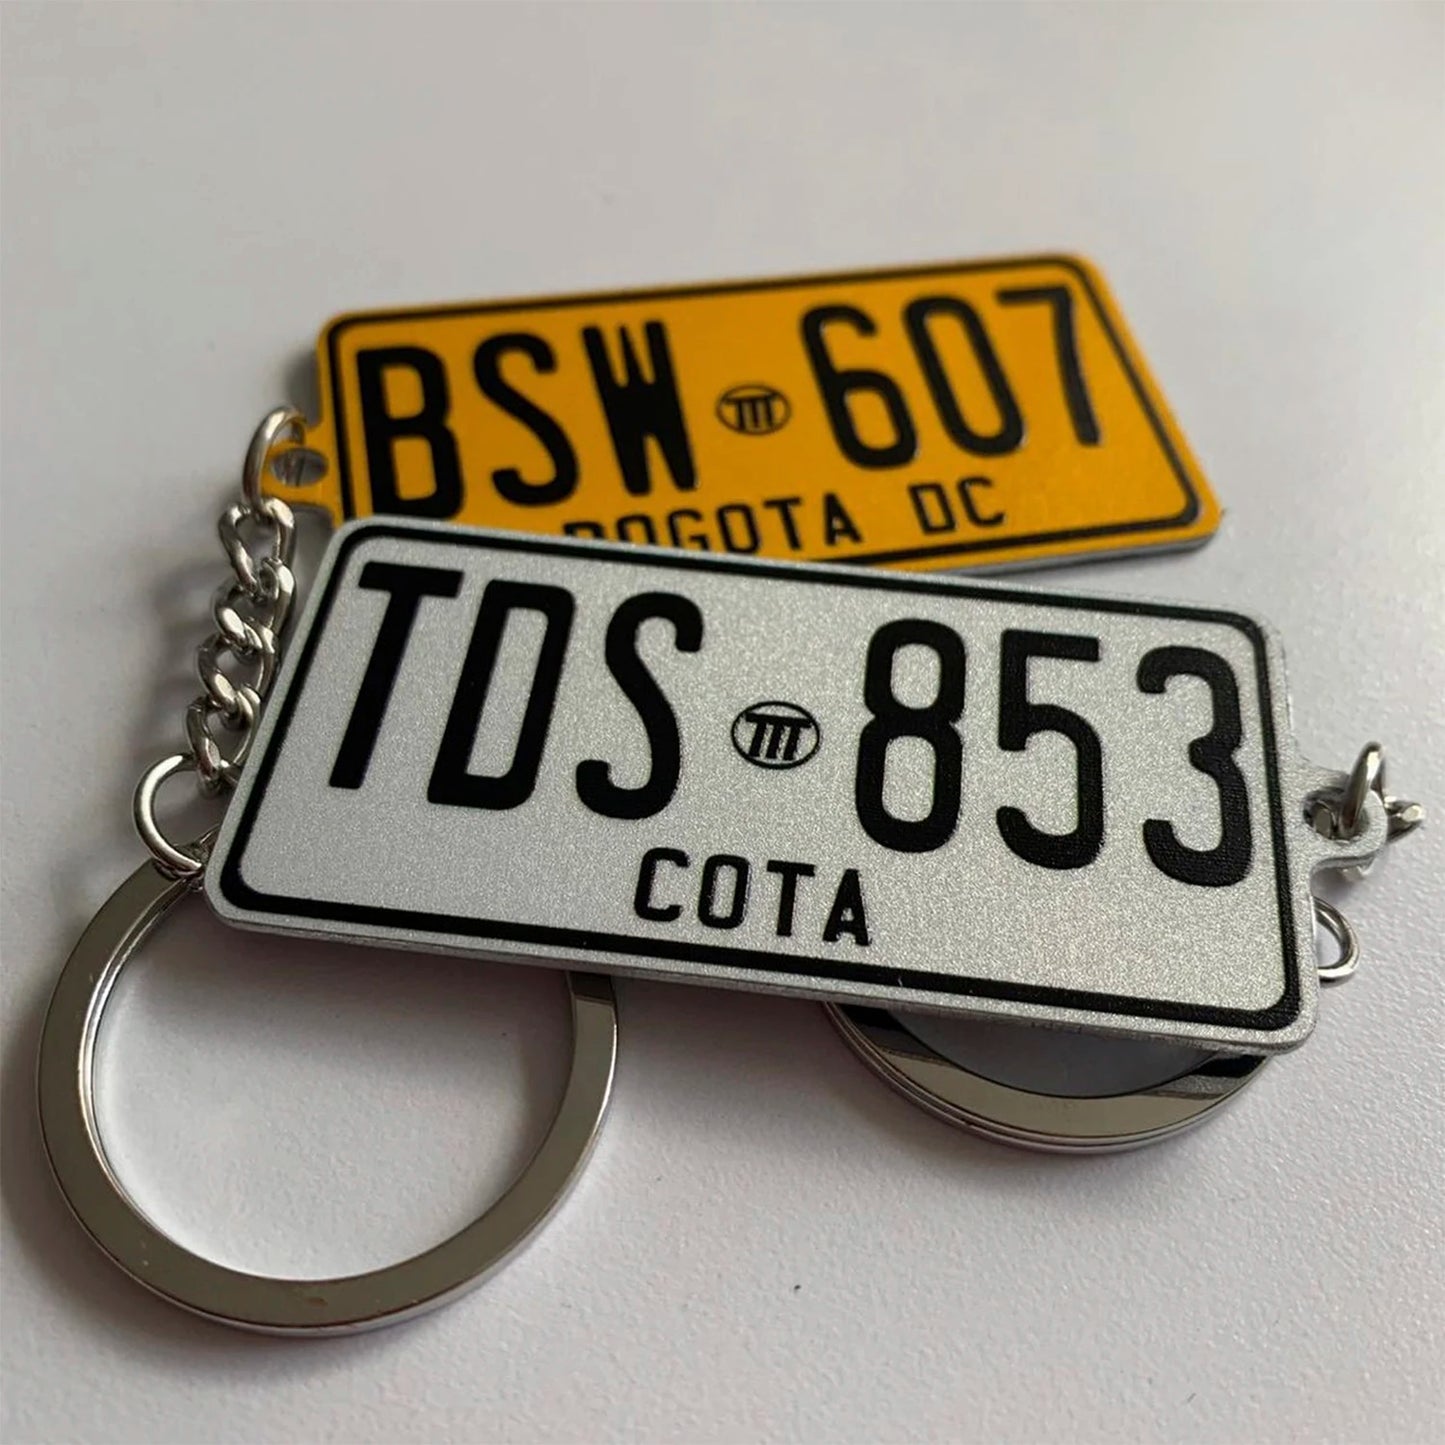 BSW 607
BOGOTA DC
TDS 853
COTA